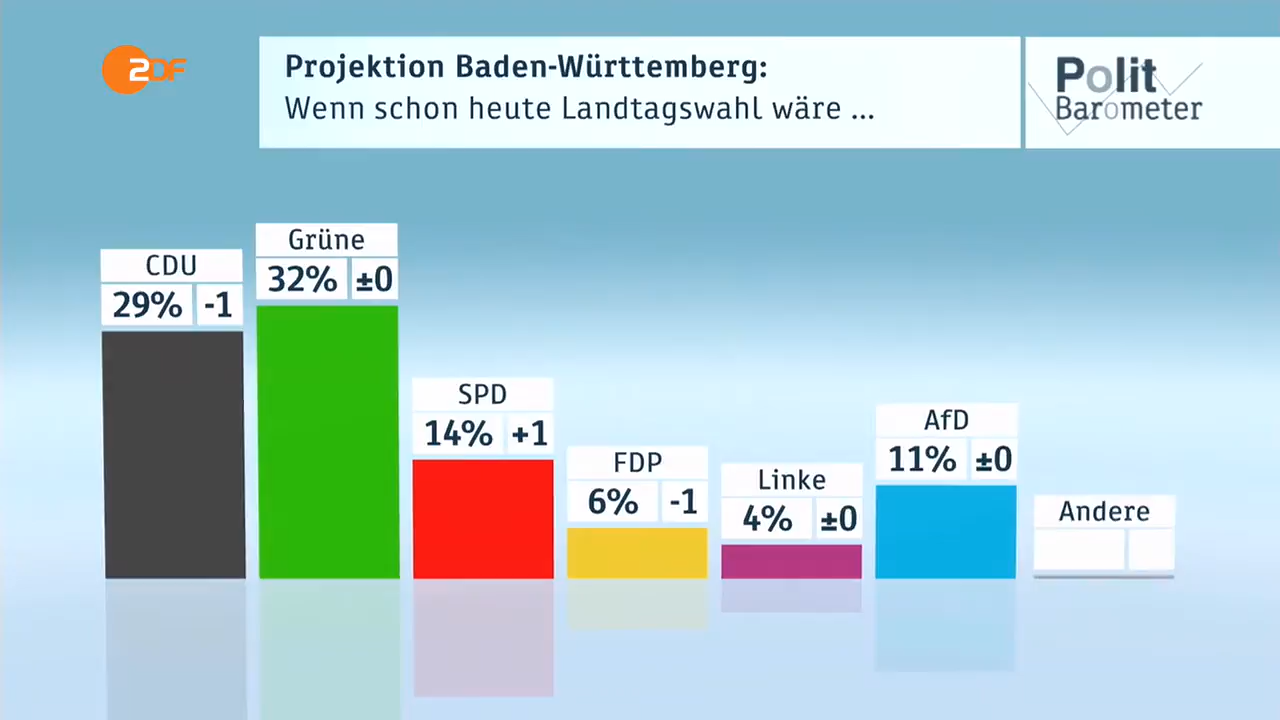 ZDF
Projektion Baden-Württemberg:
Wenn schon heute Landtagswahl wäre ...
Polit
Barometer
CDU
29% -1
Grüne
32% ±0
SPD
14% +1
FDP
6% -1
Linke
4% ±0
AfD
11% ±0
Andere